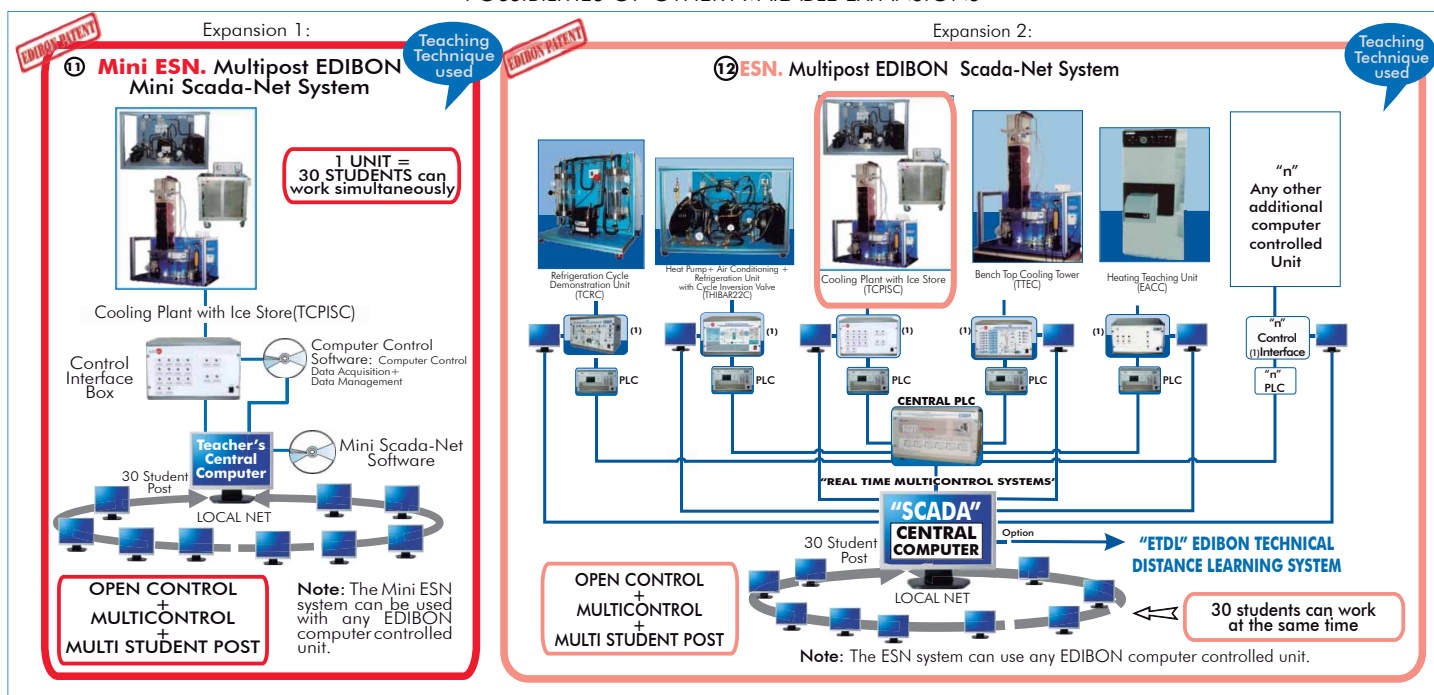 POSSIBILITIES OF OTHER AVAILABLE EXPANSIONS
Expansion 1:
EDIBON PATENT
Teaching
Technique
used
11 Mini ESN. Multipost EDIBON
Mini Scada-Net System
1 UNIT =
30 STUDENTS can
work simultaneously
Cooling Plant with Ice Store(TCPISC)
Control
Interface
Box
Computer Control
Software: Computer Control
Data Acquisition+
Data Management
Teacher's
Central
Computer
Mini Scada-Net
Software
30 Student
Post
LOCAL NET
OPEN CONTROL
+
MULTICONTROL
+
MULTI STUDENT POST
Note: The Mini ESN
system can be used
with any EDIBON
computer controlled
unit.
Expansion 2:
EDIBON PATENT
Teaching
Technique
used
12 ESN. Multipost EDIBON Scada-Net System
Refrigeration Cycle
Demonstration Unit
(TCRC)
Heat Pump+ Air Conditioning +
Refrigeration Unit
with Cycle Inversion Valve
(THIBAR22C)
Cooling Plant with Ice Store
(TCPISC)
Bench Top Cooling Tower
(TTEC)
Heating Teaching Unit
(EACC)
"n"
Any other
additional
computer
controlled
Unit
(1)
(1)
(1)
(1)
(1)
"n"
Control
(1)Interface
PLC
PLC
PLC
PLC
PLC
"n"
PLC
CENTRAL PLC
"REAL TIME MULTICONTROL SYSTEMS"
"SCADA"
CENTRAL
COMPUTER
Option
"ETDL" EDIBON TECHNICAL
DISTANCE LEARNING SYSTEM
30 Student
Post
LOCAL NET
OPEN CONTROL
+
MULTICONTROL
+
MULTI STUDENT POST
30 students can work
at the same time
Note: The ESN system can use any EDIBON computer controlled unit.